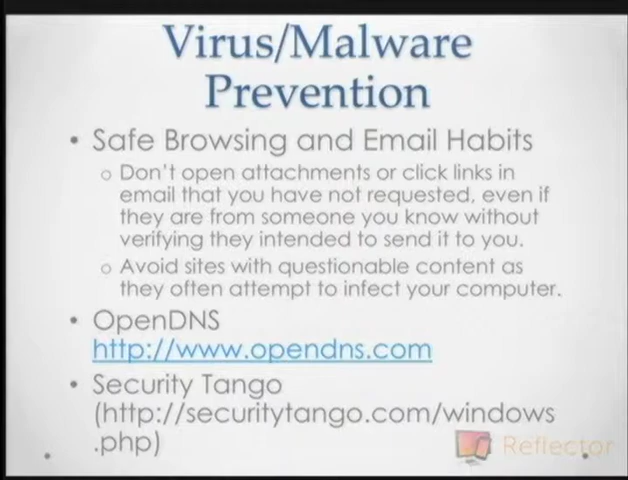 Virus/Malware
Prevention
• Safe Browsing and Email Habits
o Don't open attachments or click links in
email that you have not requested, even if
they are from someone you know without
verifying they intended to send it to you.
o Avoid sites with questionable content as
they often attempt to infect your computer.
• OpenDNS
http://www.opendns.com
• Security Tango
(http://securitytango.com/windows
.php)
Reflector